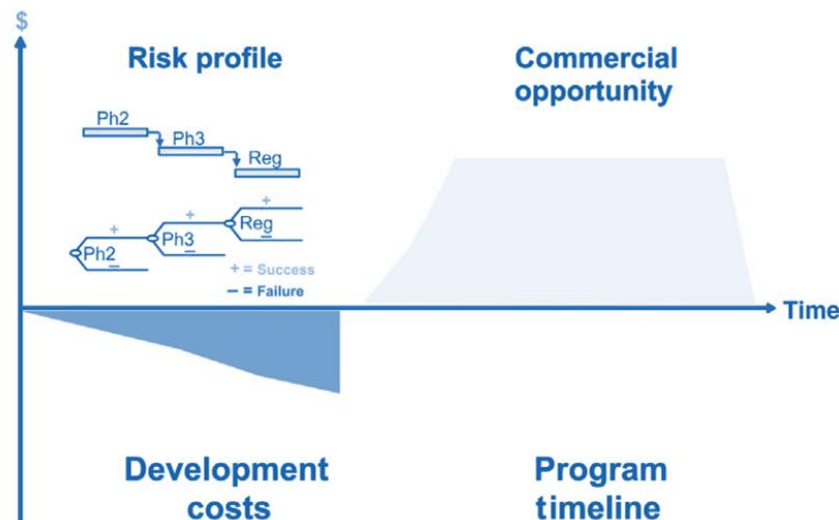 $
Risk profile
Commercial
opportunity
Ph2
Ph3
Reg
+
+
+
Ph2
Ph3
Reg
–
–
–
+ = Success
– = Failure
Time
Development
costs
Program
timeline